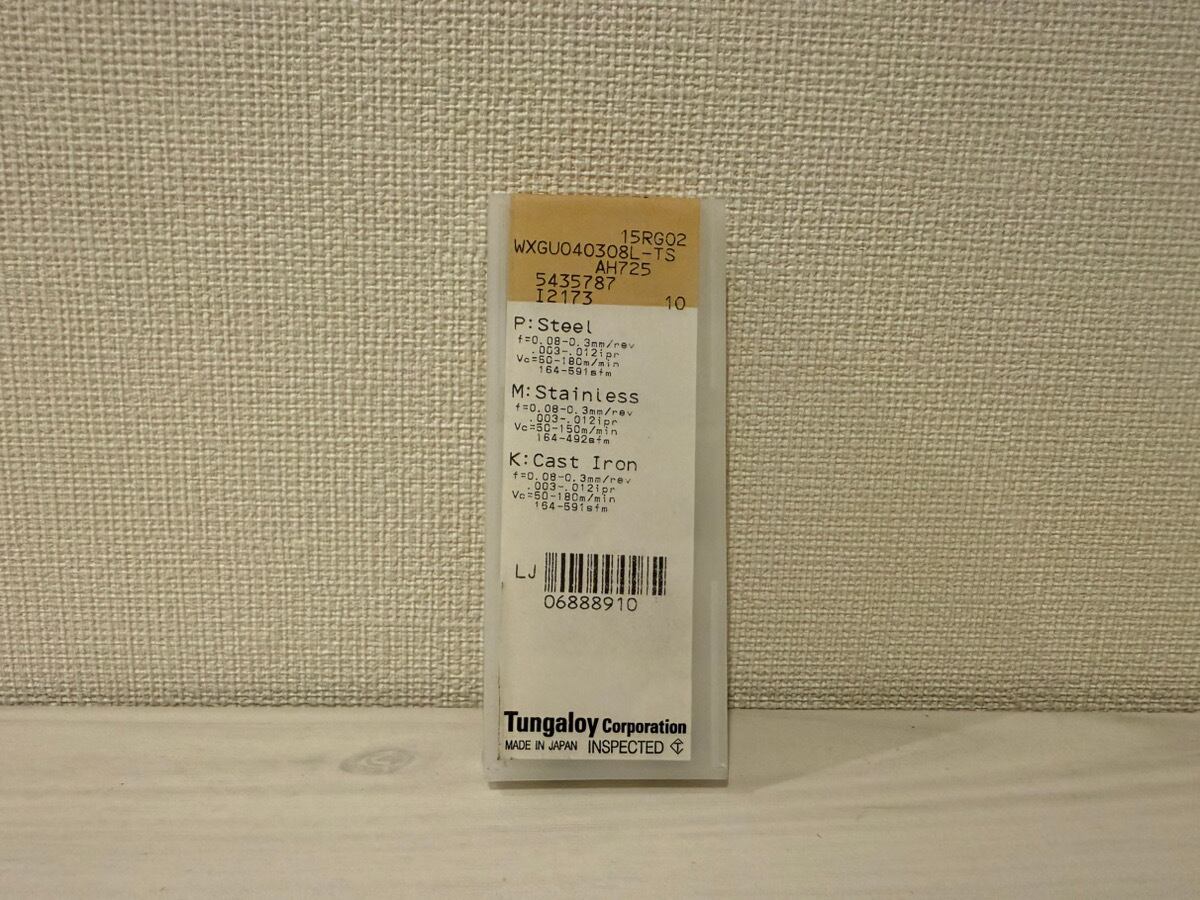 15RG02
WXGU040308L-TS
AH725
5435787
I2173 10
P:Steel
f=0.08-0.3mm/rev
.003-.012ipr
Vc=50-180m/min
164-591sfm
M:Stainless
f=0.08-0.3mm/rev
.003-.012ipr
Vc=50-150m/min
164-492sfm
K:Cast Iron
f=0.08-0.3mm/rev
.003-.012ipr
Vc=50-180m/min
164-591sfm
LJ
06888910
Tungaloy Corporation
MADE IN JAPAN INSPECTED